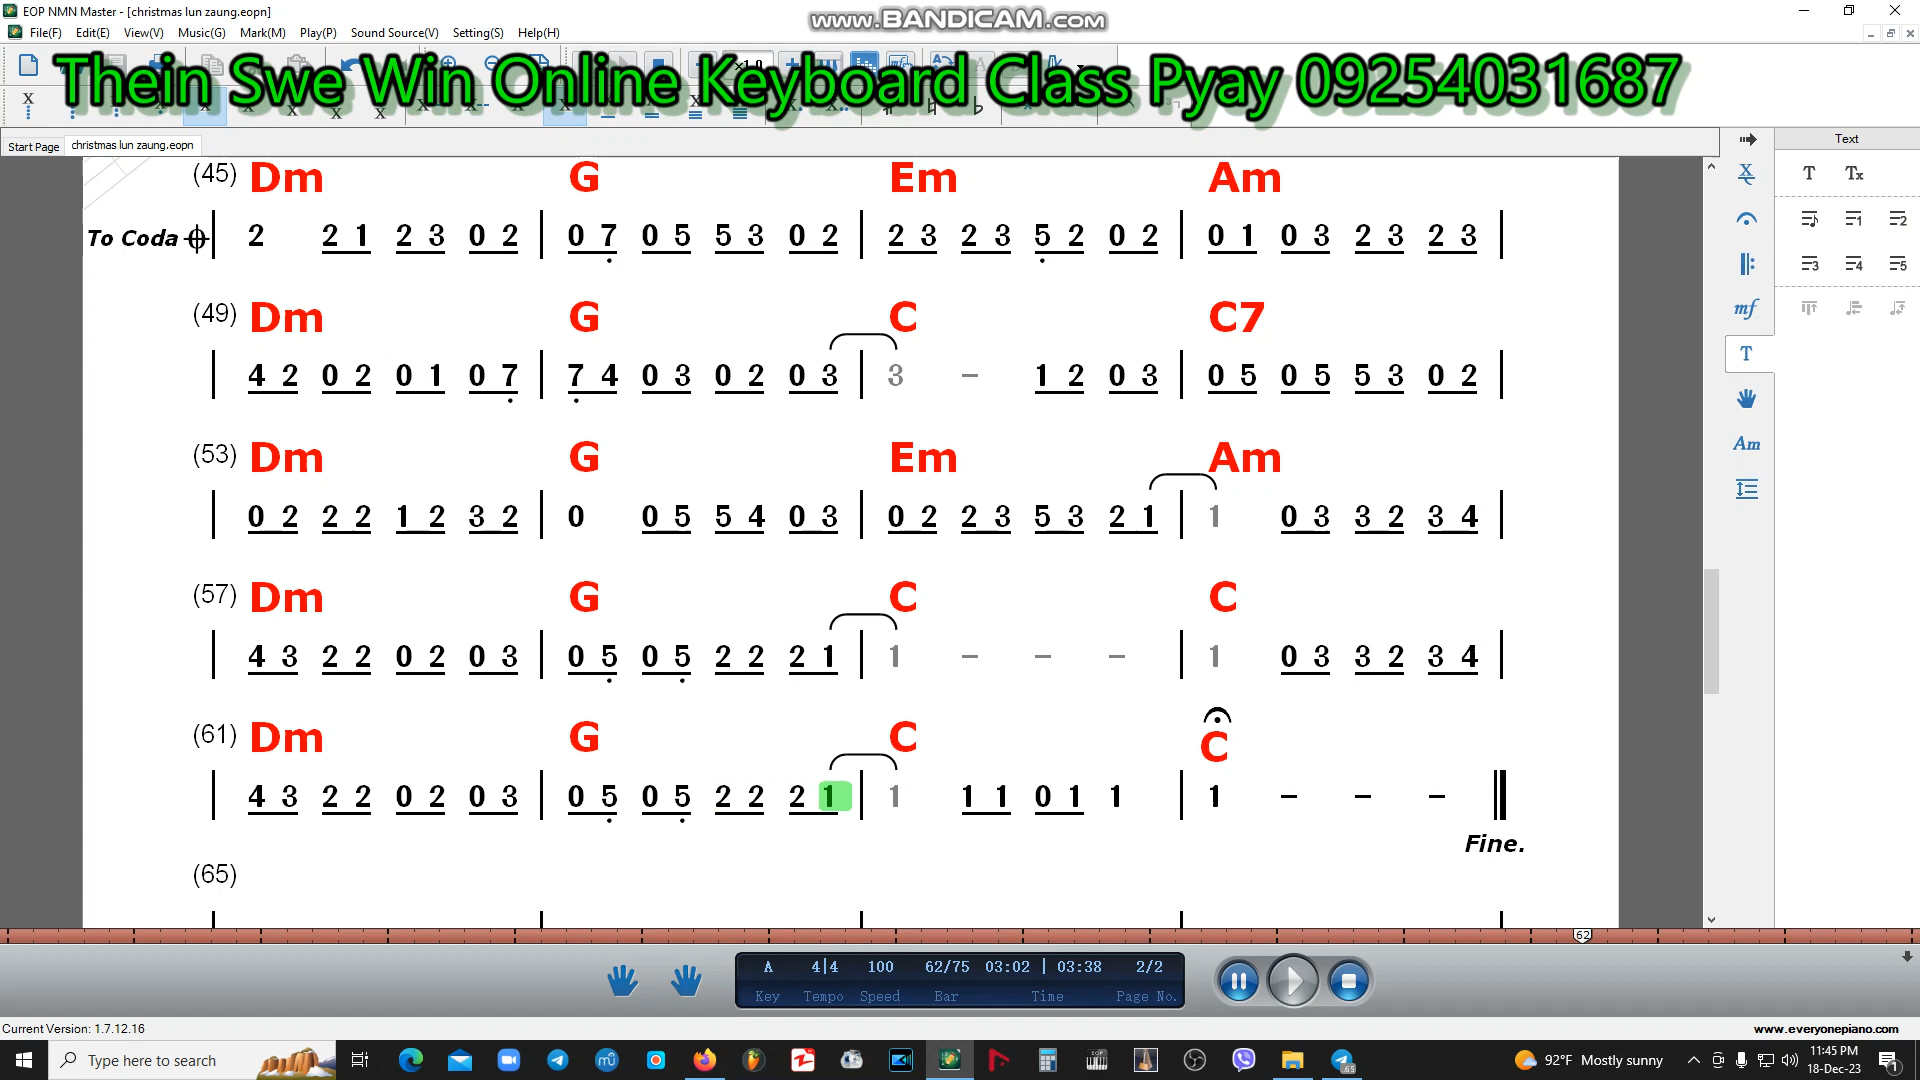 EOP NMN Master - [christmas lun zaung.eopn]
WWW.BANDICAM.COM
File(F) Edit(E) View(V) Music(G) Mark(M) Play(P) Sound Source(V) Setting(S) Help(H)
Thein Swe Win Online Keyboard Class Pyay 09254031687
Start Page christmas lun zaung.eopn
Text
(45) Dm G Em Am
To Coda 2 2 1 2 3 0 2 | 0 7 0 5 5 3 0 2 | 2 3 2 3 5 2 0 2 | 0 1 0 3 2 3 2 3 |
(49) Dm G C C7
4 2 0 2 0 1 0 7 | 7 4 0 3 0 2 0 3 | 3 – 1 2 0 3 | 0 5 0 5 5 3 0 2 |
(53) Dm G Em Am
0 2 2 2 1 2 3 2 | 0 0 5 5 4 0 3 | 0 2 2 3 5 3 2 1 | 1 0 3 3 2 3 4 |
(57) Dm G C C
4 3 2 2 0 2 0 3 | 0 5 0 5 2 2 2 1 | 1 – – – | 1 0 3 3 2 3 4 |
(61) Dm G C C
4 3 2 2 0 2 0 3 | 0 5 0 5 2 2 2 1 | 1 1 1 0 1 1 | 1 – – –
Fine.
(65)
62
A 4|4 100 62/75 03:02 | 03:38 2/2
Key Tempo Speed Bar Time Page No.
Current Version: 1.7.12.16
www.everyonepiano.com
Type here to search
92°F Mostly sunny
11:45 PM
18-Dec-23